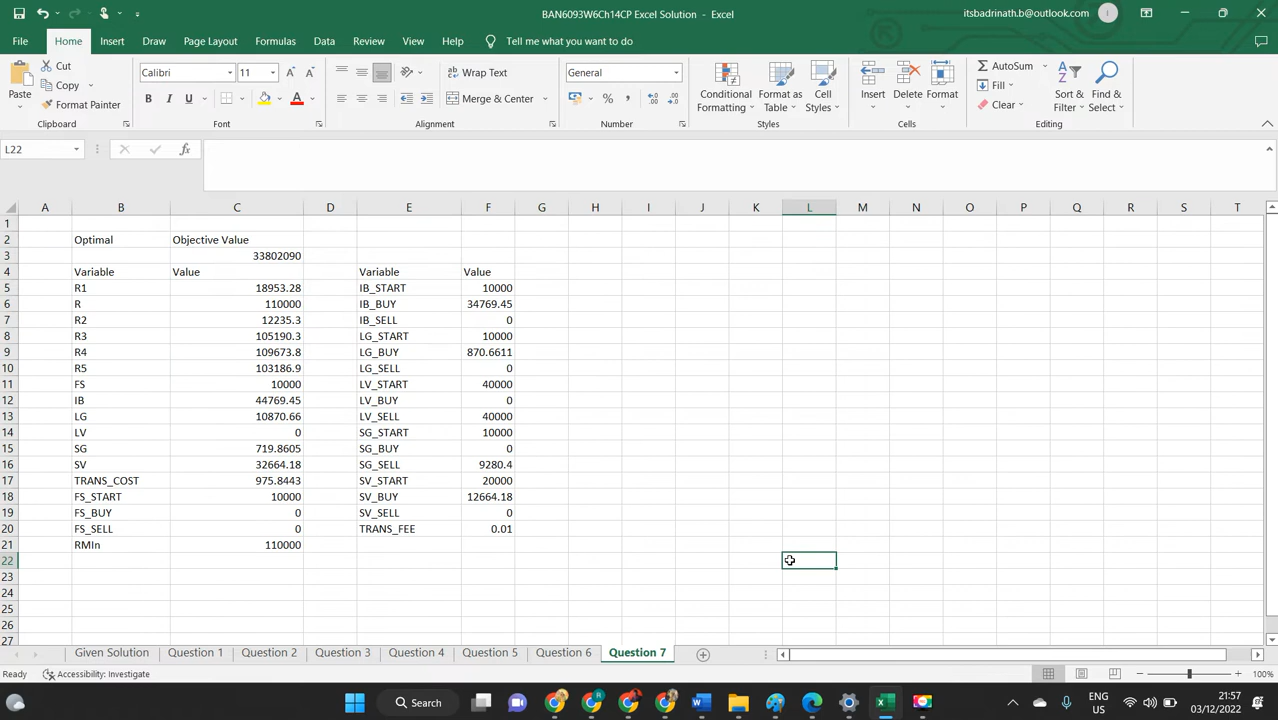 BAN6093W6Ch14CP Excel Solution - Excel
itsbadrinath.b@outlook.com
I
File Home Insert Draw Page Layout Formulas Data Review View Help Tell me what you want to do
Paste
Cut
Copy
Format Painter
Clipboard
Calibri 11
B I U
Font
Wrap Text
Merge & Center
Alignment
General
% ,
Number
Conditional Formatting
Format as Table
Cell Styles
Styles
Insert Delete Format
Cells
AutoSum
Fill
Clear
Sort & Filter
Find & Select
Editing
L22 fx
A B C D E F G H I J K L M N O P Q R S T
1
2 Optimal Objective Value
3 33802090
4 Variable Value Variable Value
5 R1 18953.28 IB_START 10000
6 R 110000 IB_BUY 34769.45
7 R2 12235.3 IB_SELL 0
8 R3 105190.3 LG_START 10000
9 R4 109673.8 LG_BUY 870.6611
10 R5 103186.9 LG_SELL 0
11 FS 10000 LV_START 40000
12 IB 44769.45 LV_BUY 0
13 LG 10870.66 LV_SELL 40000
14 LV 0 SG_START 10000
15 SG 719.8605 SG_BUY 0
16 SV 32664.18 SG_SELL 9280.4
17 TRANS_COST 975.8443 SV_START 20000
18 FS_START 10000 SV_BUY 12664.18
19 FS_BUY 0 SV_SELL 0
20 FS_SELL 0 TRANS_FEE 0.01
21 RMIn 110000
22
23
24
25
26
27
Given Solution Question 1 Question 2 Question 3 Question 4 Question 5 Question 6 Question 7
Ready Accessibility: Investigate 100%
Search
ENG
US
21:57
03/12/2022